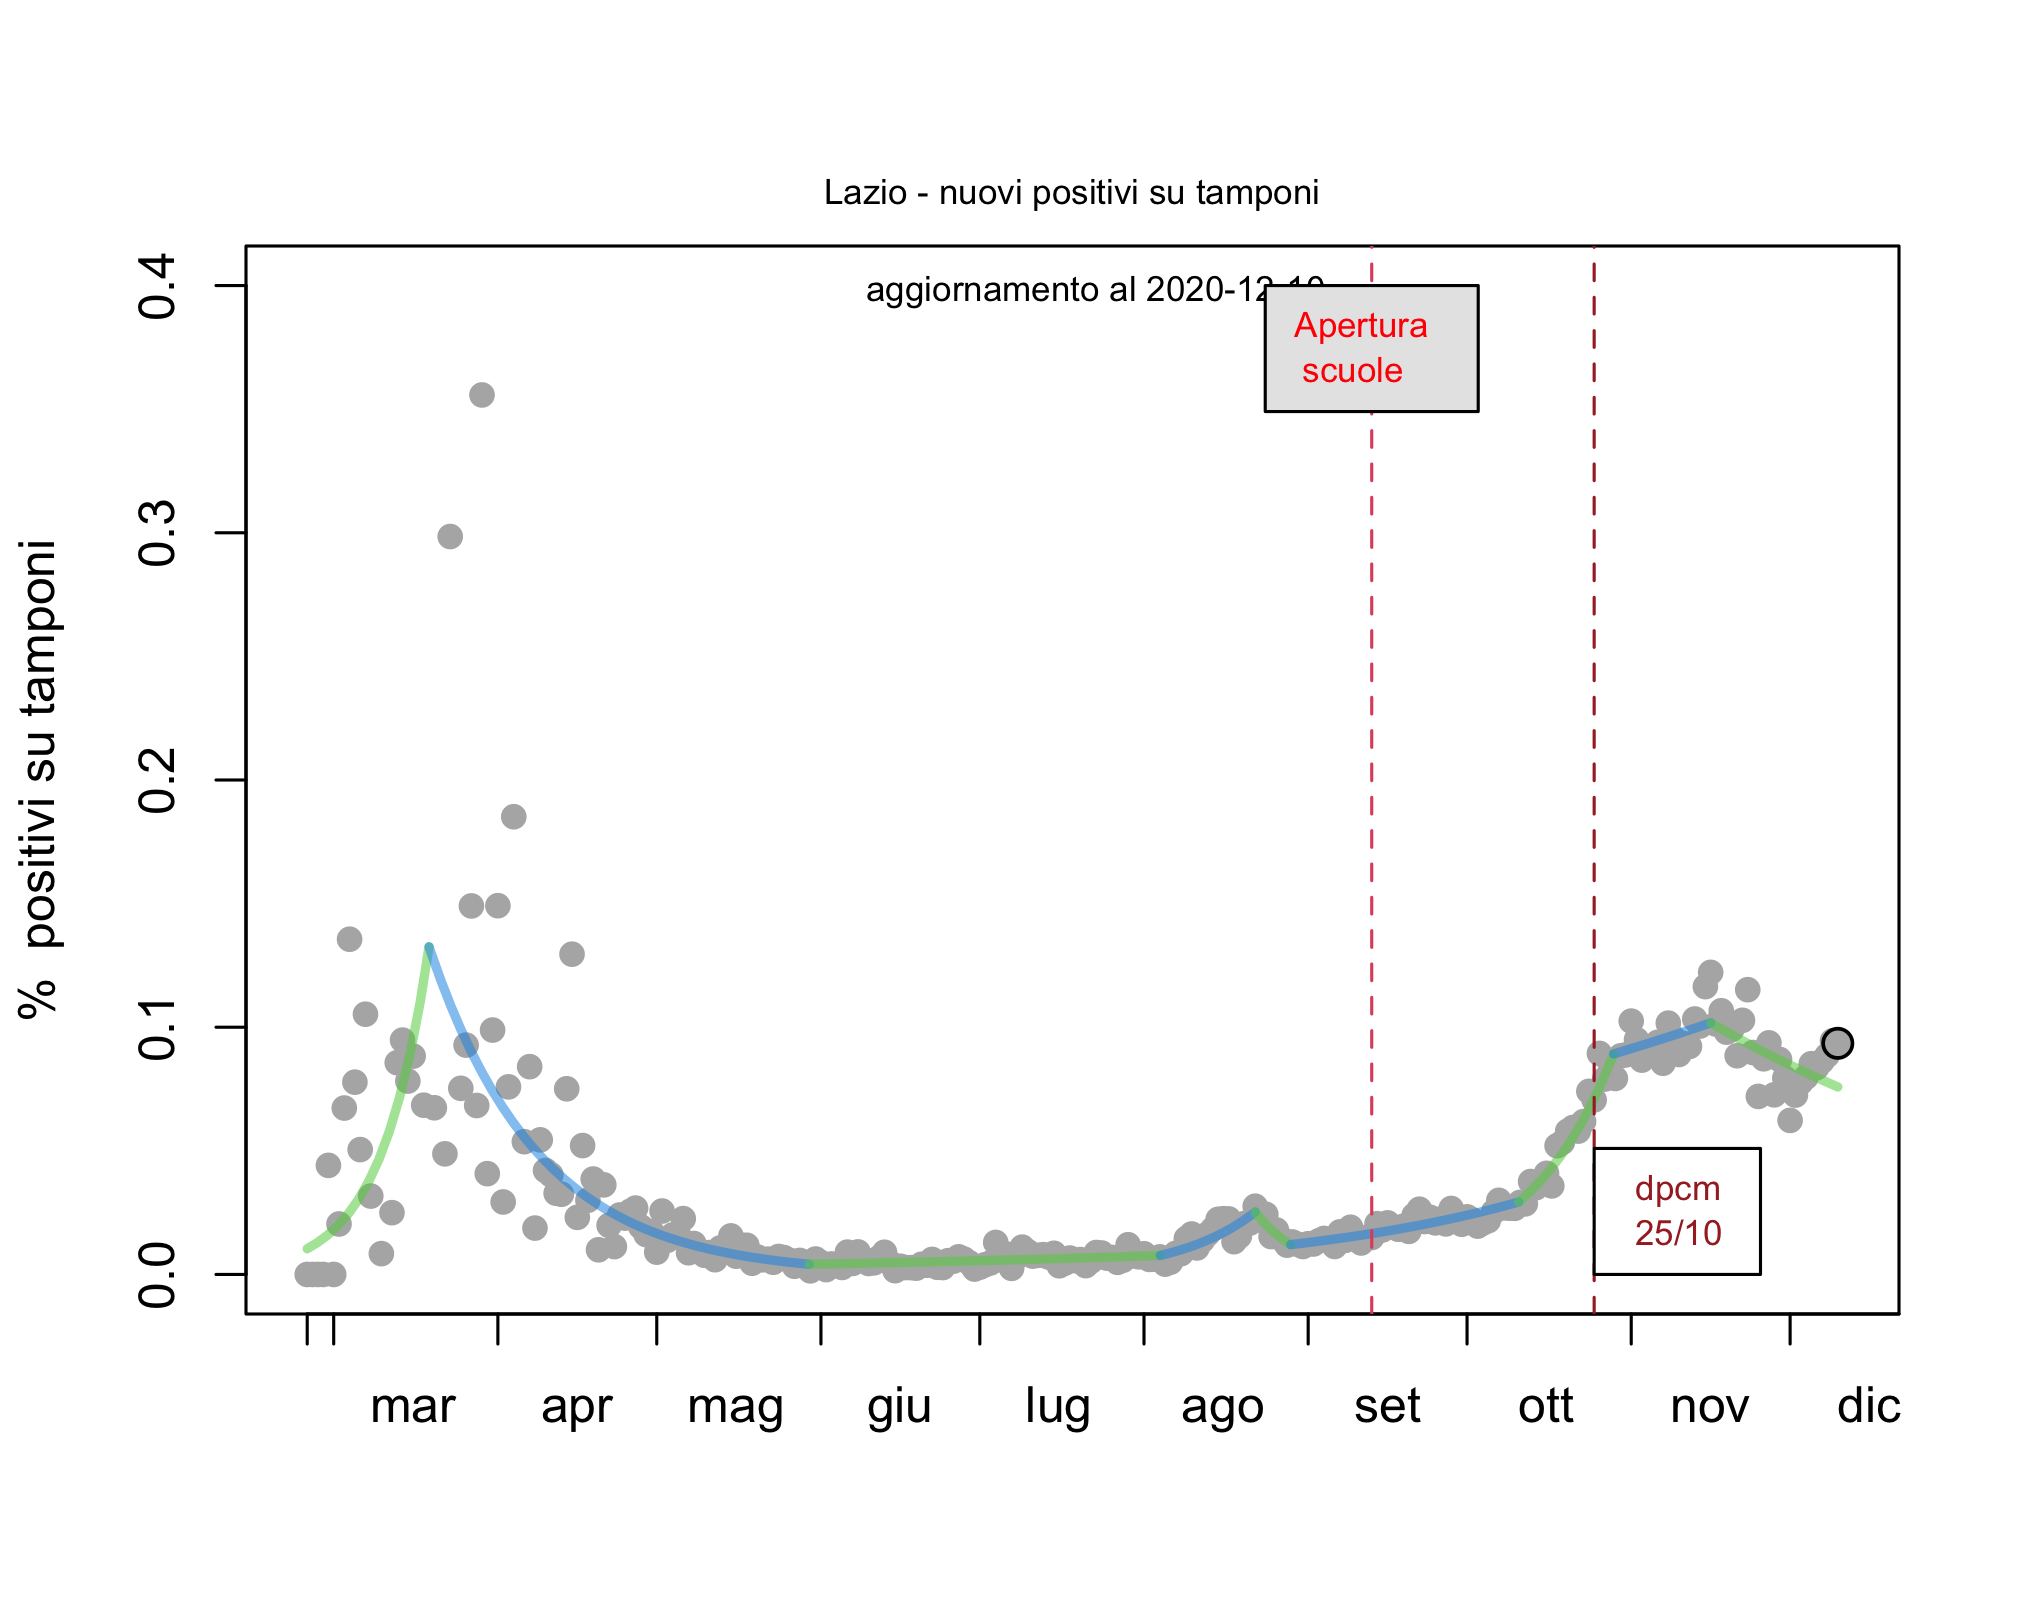 Lazio - nuovi positivi su tamponi
aggiornamento al 2020-12-10
Apertura
scuole
% positivi su tamponi
0.4
0.3
0.2
0.1
0.0
dpcm
25/10
mar apr mag giu lug ago set ott nov dic